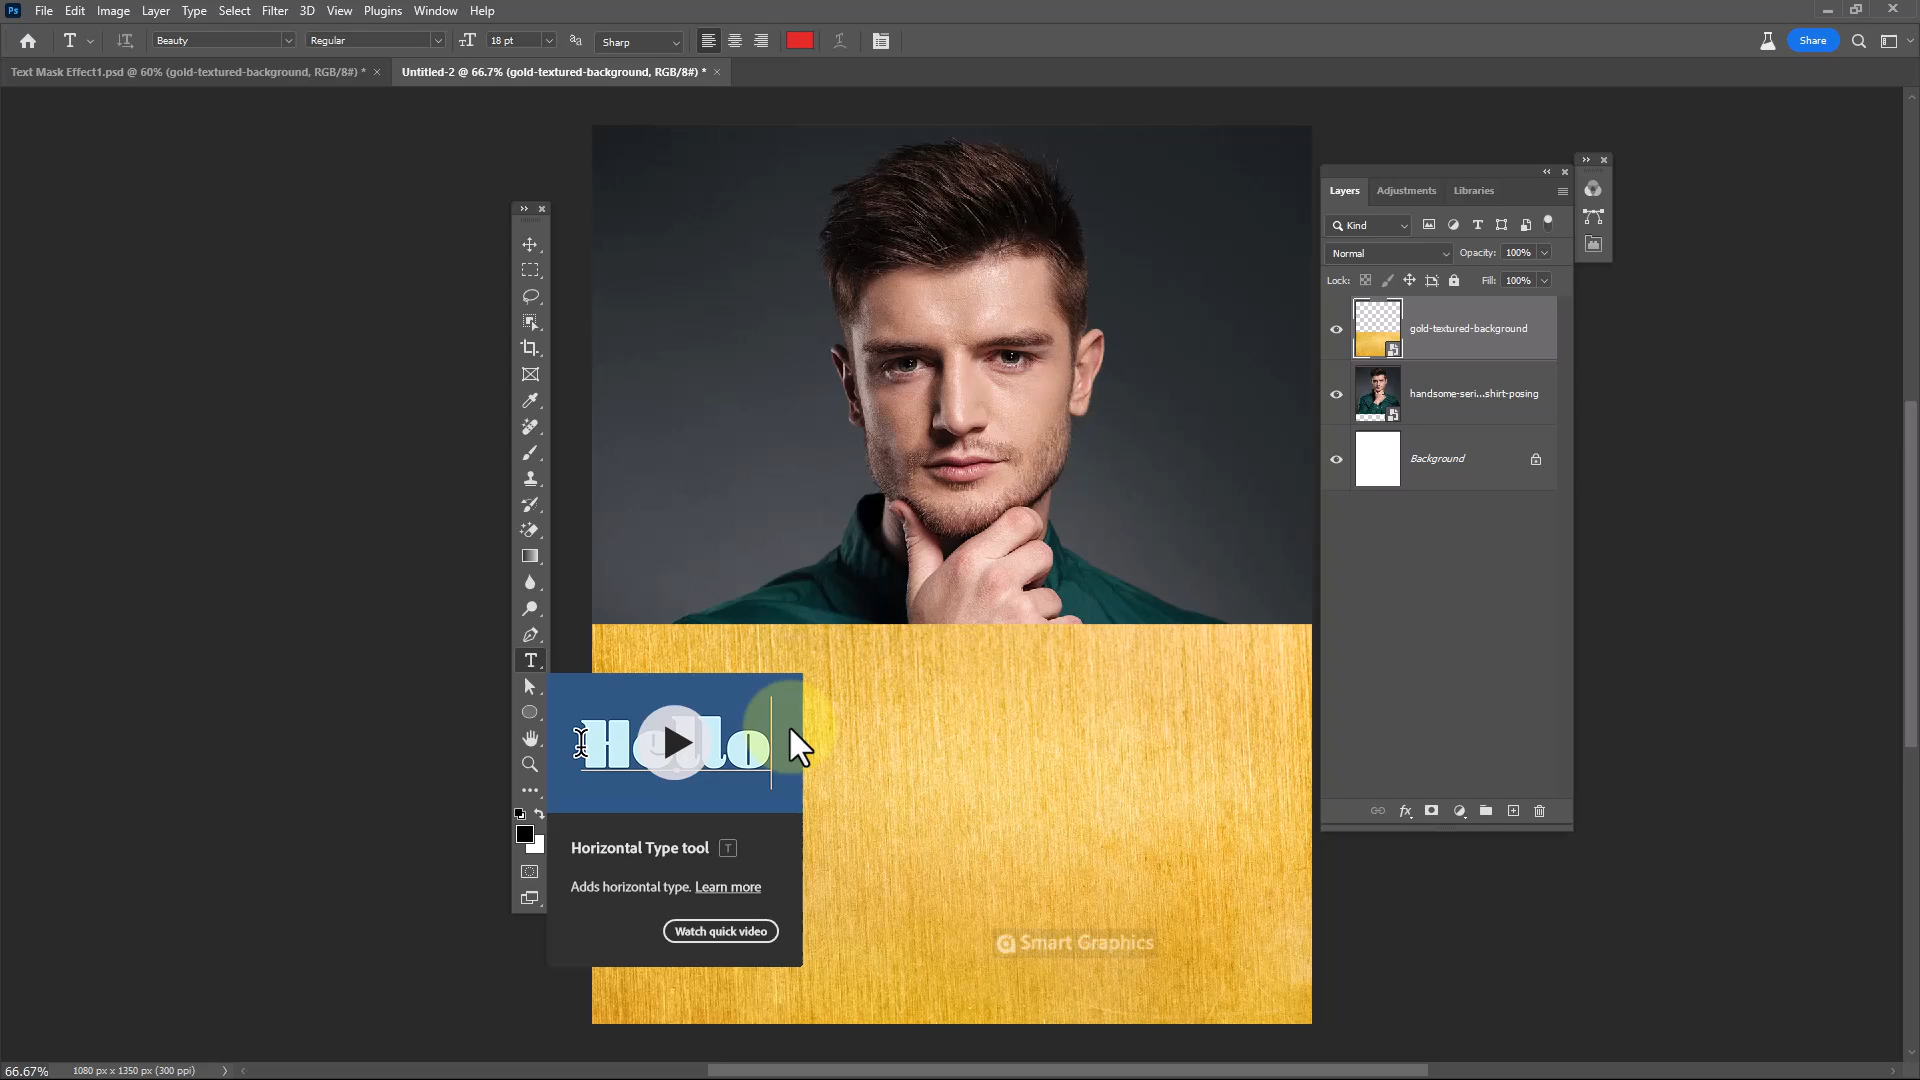 Ps File Edit Image Layer Type Select Filter 3D View Plugins Window Help
T Beauty Regular 18 pt Sharp Share
Text Mask Effect1.psd @ 60% (gold-textured-background, RGB/8#) *
Untitled-2 @ 66.7% (gold-textured-background, RGB/8#) *
Layers Adjustments Libraries
Kind
Normal Opacity: 100%
Lock: Fill: 100%
gold-textured-background
handsome-seri...shirt-posing
Background
fx
T
Hello
Horizontal Type tool T
Adds horizontal type. Learn more
Watch quick video
Smart Graphics
66.67% 1080 px x 1350 px (300 ppi)